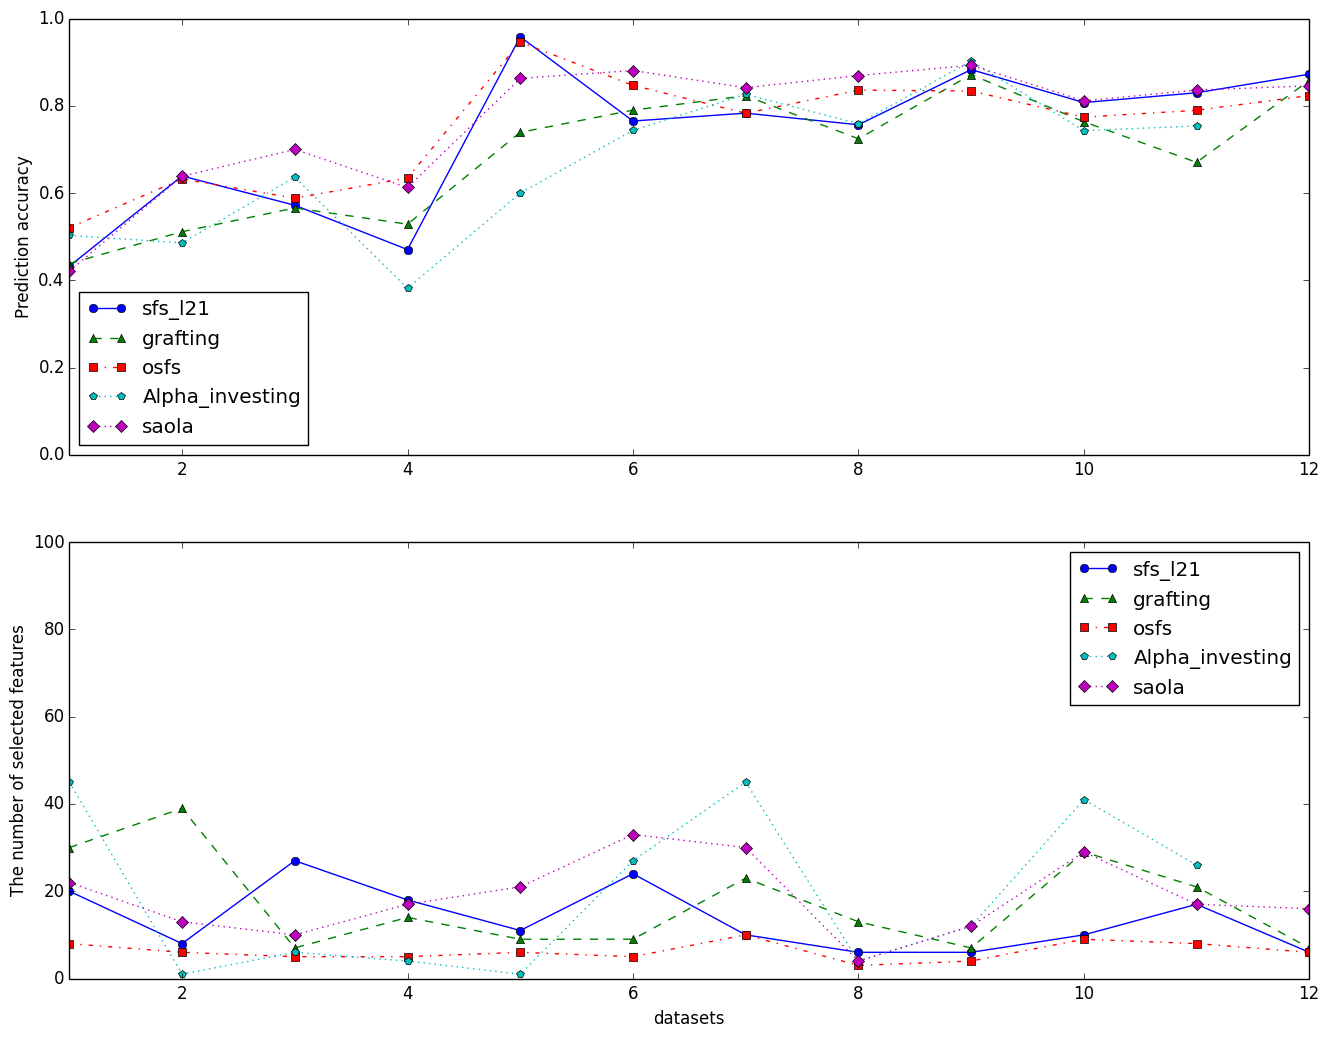 1.0
0.8
0.6
0.4
0.2
0.0
Prediction accuracy
sfs_l21
grafting
osfs
Alpha_investing
saola
2 4 6 8 10 12
100
80
60
40
20
0
The number of selected features
sfs_l21
grafting
osfs
Alpha_investing
saola
2 4 6 8 10 12
datasets